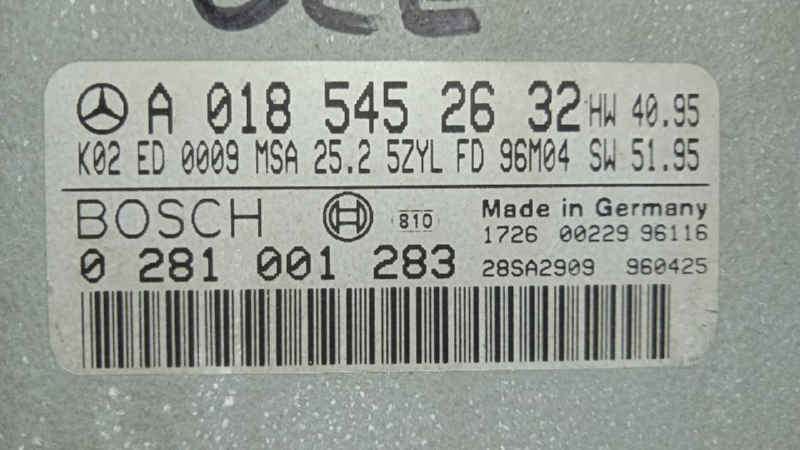 A 018 545 26 32 HW 40.95
K02 ED 0009 MSA 25.2 5ZYL FD 96M04 SW 51.95
BOSCH 810 Made in Germany
1726 00229 96116
0 281 001 283 28SA2909 960425